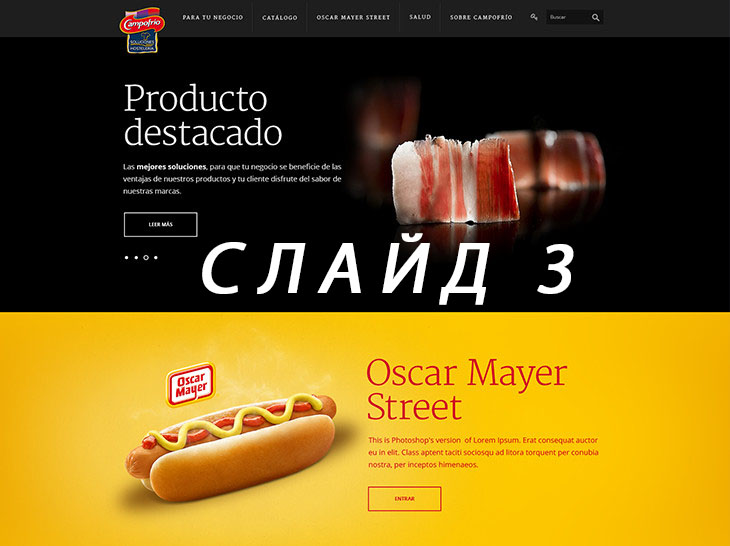 Campofrío
SOLUCIONES
HOSTELERÍA
PARA TU NEGOCIO
CATÁLOGO
OSCAR MAYER STREET
SALUD
SOBRE CAMPOFRÍO
Buscar
Producto
destacado
Las mejores soluciones, para que tu negocio se beneficie de las
ventajas de nuestros productos y tu cliente disfrute del sabor de
nuestras marcas.
LEER MÁS
СЛАЙД 3
Oscar
Mayer
Oscar Mayer
Street
This is Photoshop's version of Lorem Ipsum. Erat consequat auctor
eu in elit. Class aptent taciti sociosqu ad litora torquent per conubia
nostra, per inceptos himenaeos.
ENTRAR